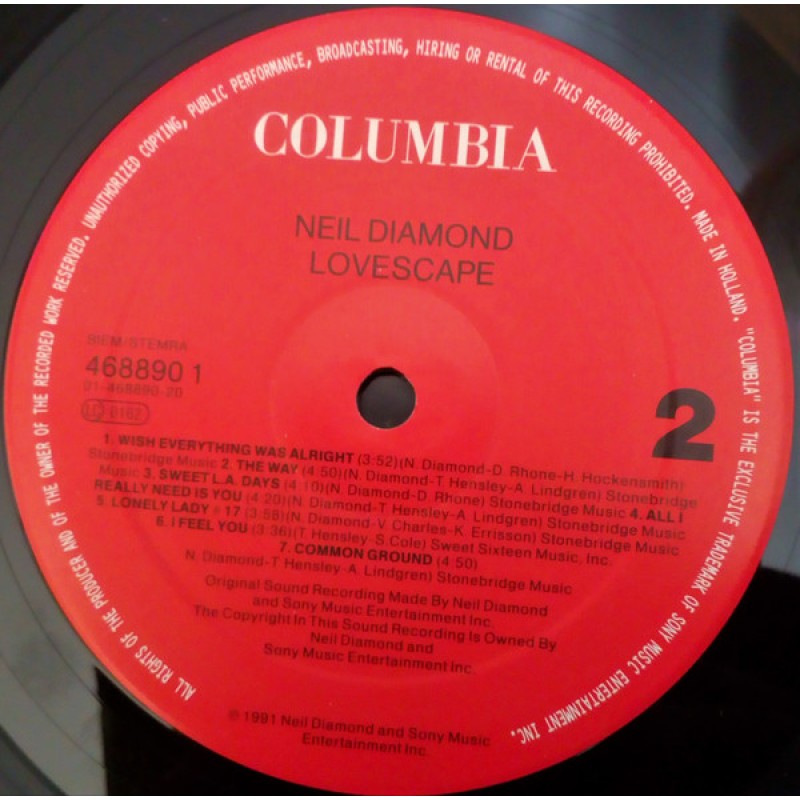 ALL RIGHTS OF THE PRODUCER AND OF THE OWNER OF THE RECORDED WORK RESERVED. UNAUTHORIZED COPYING, PUBLIC PERFORMANCE, BROADCASTING, HIRING OR RENTAL OF THIS RECORDING PROHIBITED. MADE IN HOLLAND. "COLUMBIA" IS THE EXCLUSIVE TRADEMARK OF SONY MUSIC ENTERTAINMENT INC.
COLUMBIA
NEIL DIAMOND
LOVESCAPE
BIEM/STEMRA
468890 1
01-468890-20
LC 0162
2
1. WISH EVERYTHING WAS ALRIGHT (3:52)(N. Diamond-D. Rhone-H. Hockensmith)
Stonebridge Music 2. THE WAY (4:50)(N. Diamond-T. Hensley-A. Lindgren) Stonebridge
Music 3. SWEET L.A. DAYS (4:10)(N. Diamond-D. Rhone) Stonebridge Music 4. ALL I
REALLY NEED IS YOU (4:20)(N. Diamond-T. Hensley-A. Lindgren) Stonebridge Music
5. LONELY LADY # 17 (3:58)(N. Diamond-V. Charles-K. Errisson) Stonebridge Music
6. I FEEL YOU (3:36)(T. Hensley-S.Cole) Sweet Sixteen Music, Inc.
7. COMMON GROUND (4:50)
N. Diamond-T. Hensley-A. Lindgren) Stonebridge Music
Original Sound Recording Made By Neil Diamond
and Sony Music Entertainment Inc.
The Copyright In This Sound Recording Is Owned By
Neil Diamond and
Sony Music Entertainment Inc.
℗ 1991 Neil Diamond and Sony Music
Entertainment Inc.